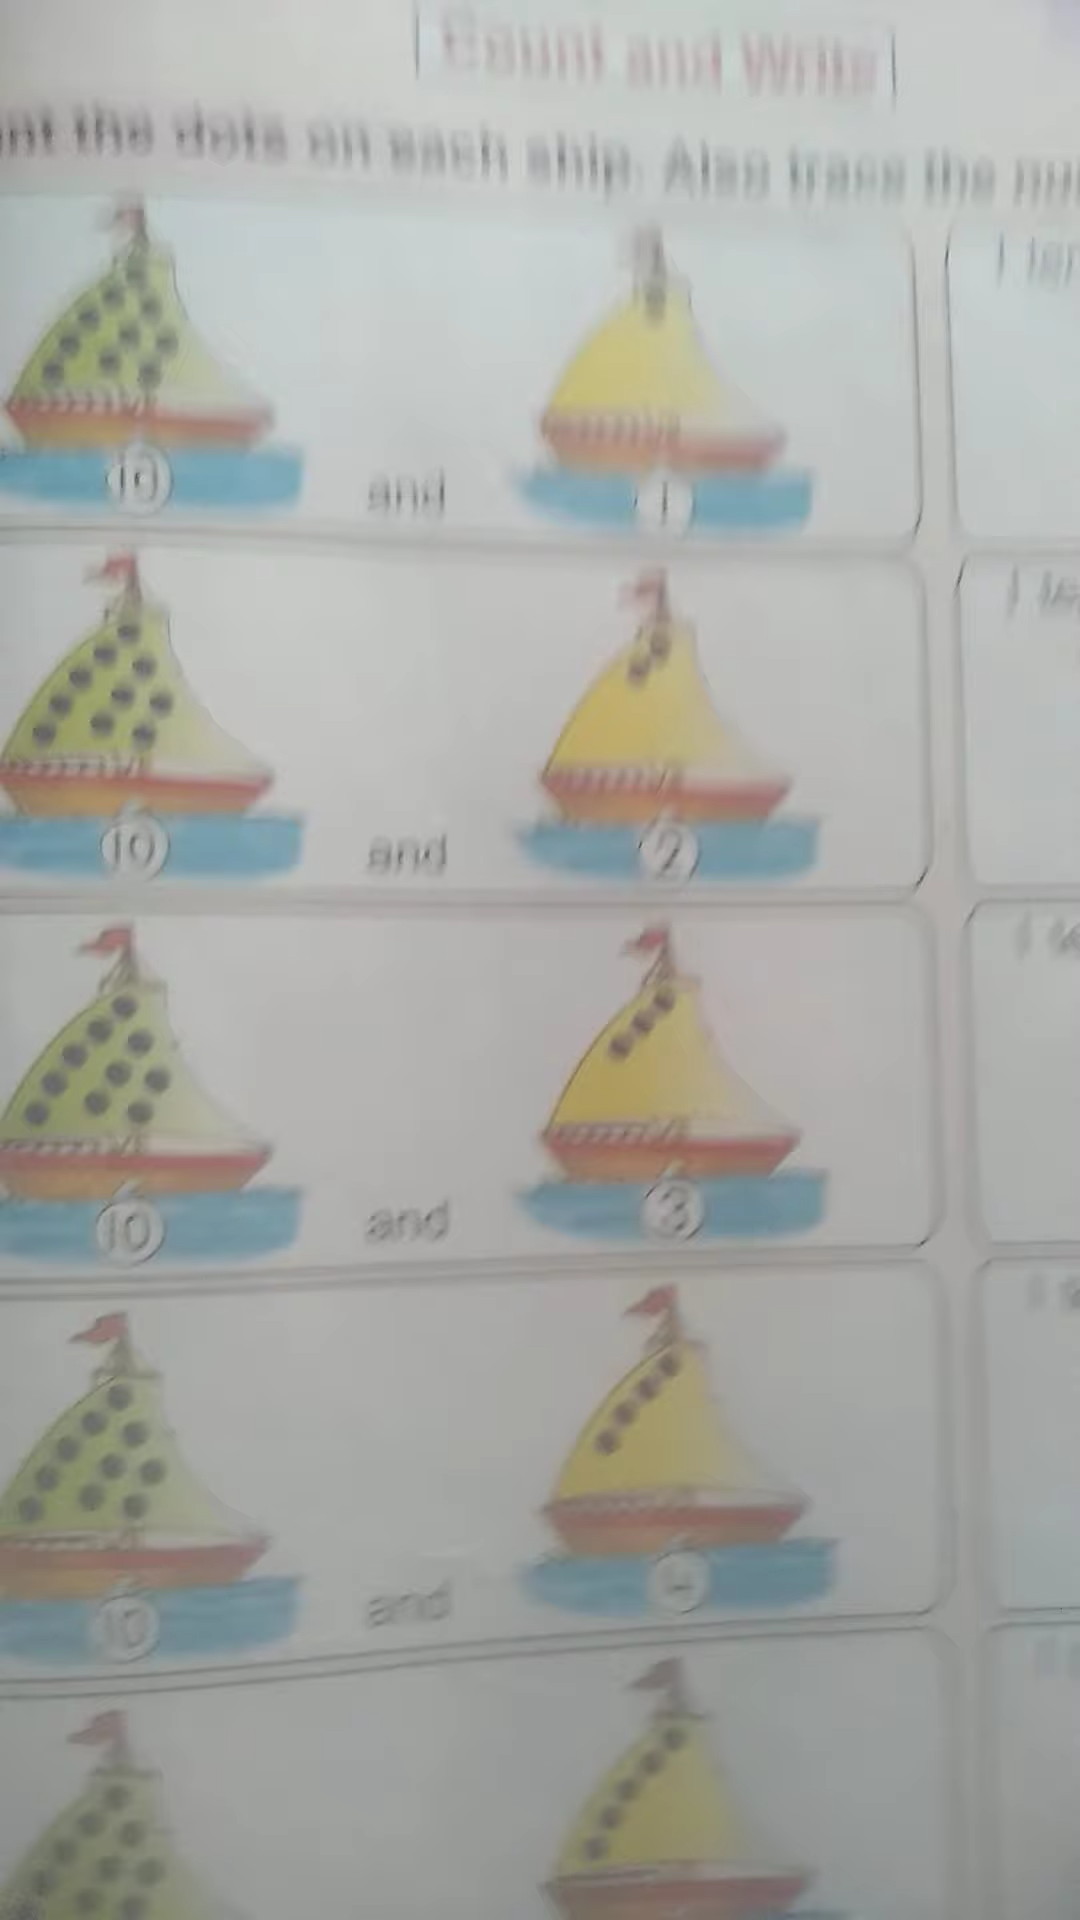 Count and Write
the dots on each ship. Also trace the
10 and 1
10 and 2
10 and 3
10 and 4